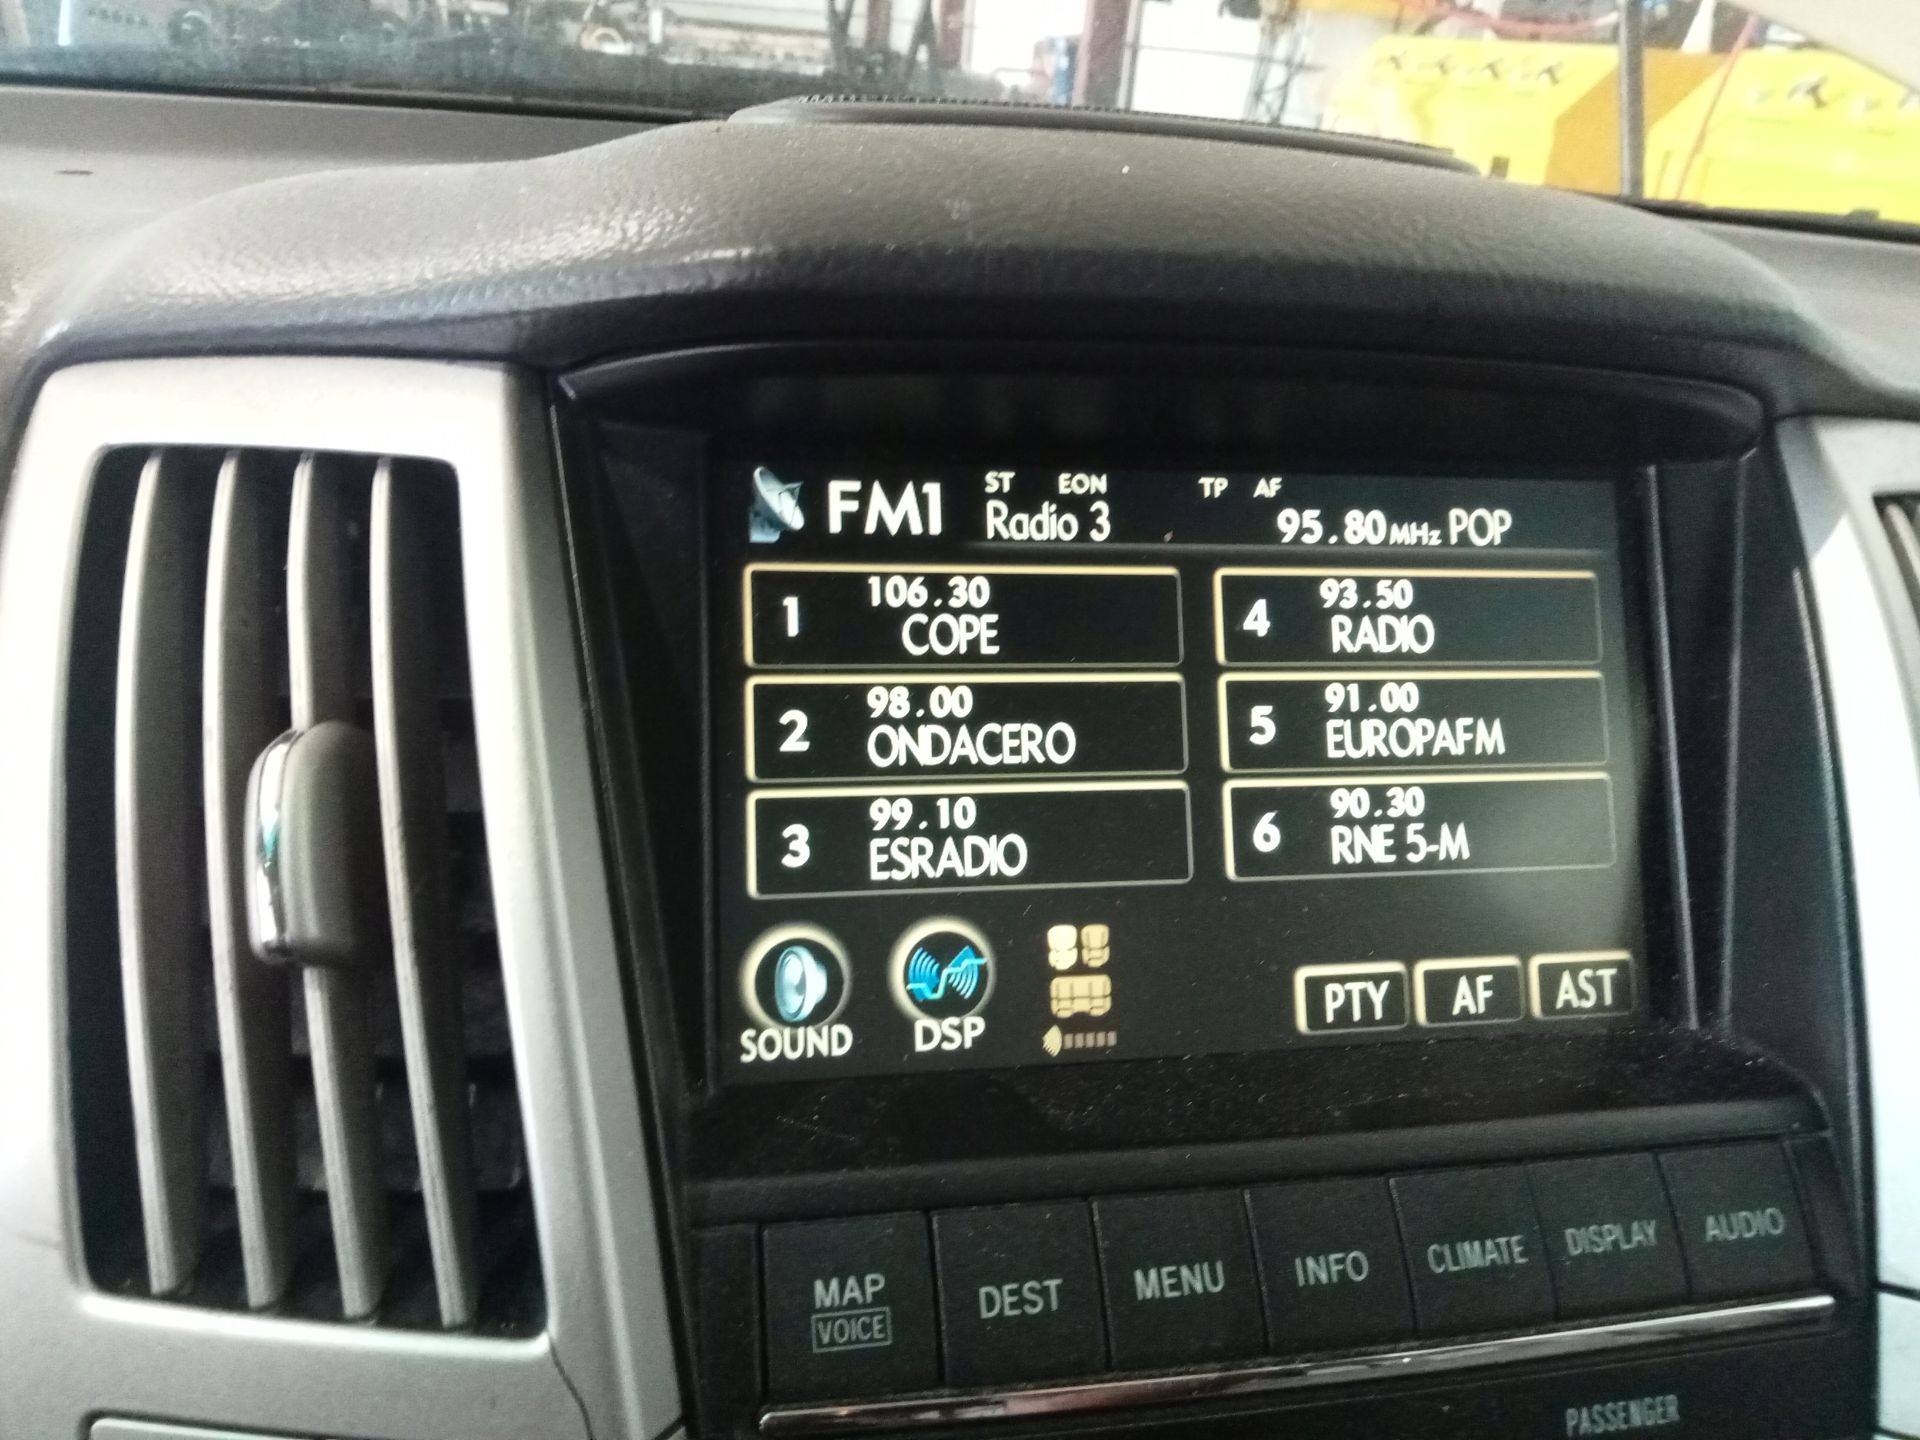 FM1
ST EON TP AF
Radio 3 95.80MHz POP
1 106.30
COPE
2 98.00
ONDACERO
3 99.10
ESRADIO
4 93.50
RADIO
5 91.00
EUROPAFM
6 90.30
RNE 5-M
SOUND
DSP
PTY
AF
AST
MAP
VOICE
DEST
MENU
INFO
CLIMATE
DISPLAY
AUDIO
PASSENGER